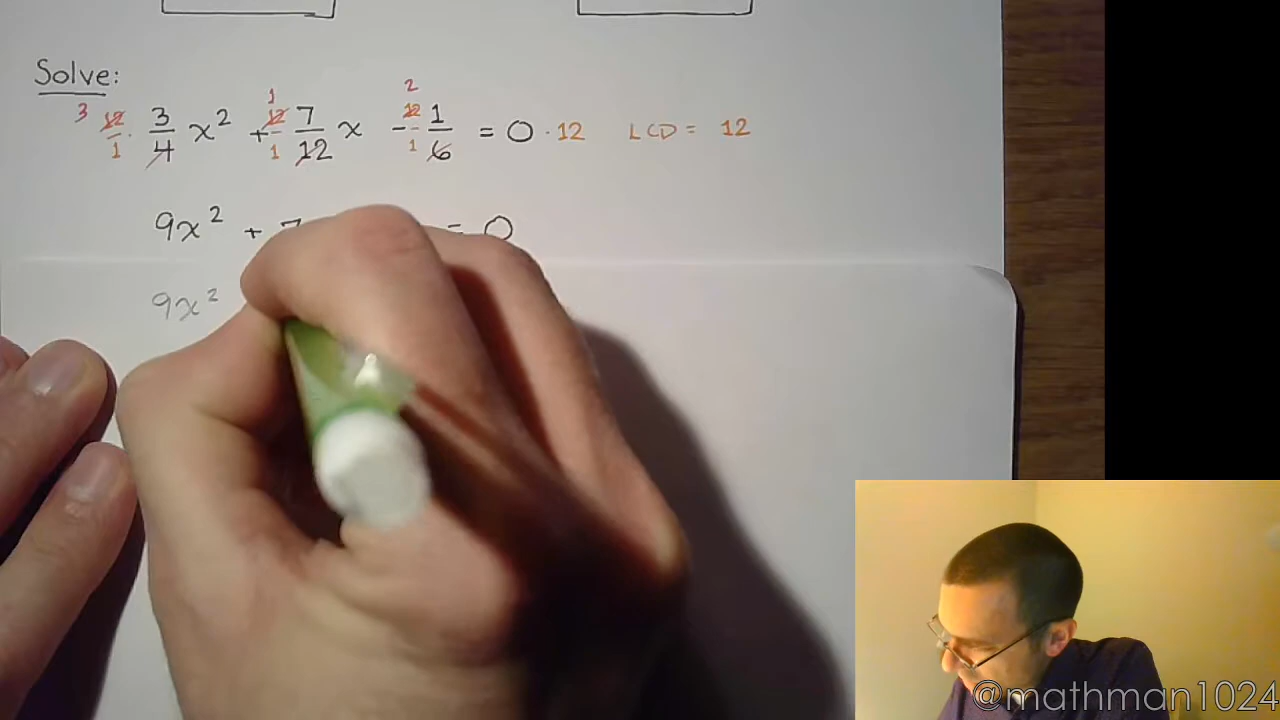 Solve:
3 1 2
12/1 · 3/4 x² + 12/1 7/12 x - 12/1 1/6 = 0 · 12 LCD = 12
9x² + 7 = 0
9x²
@mathman1024